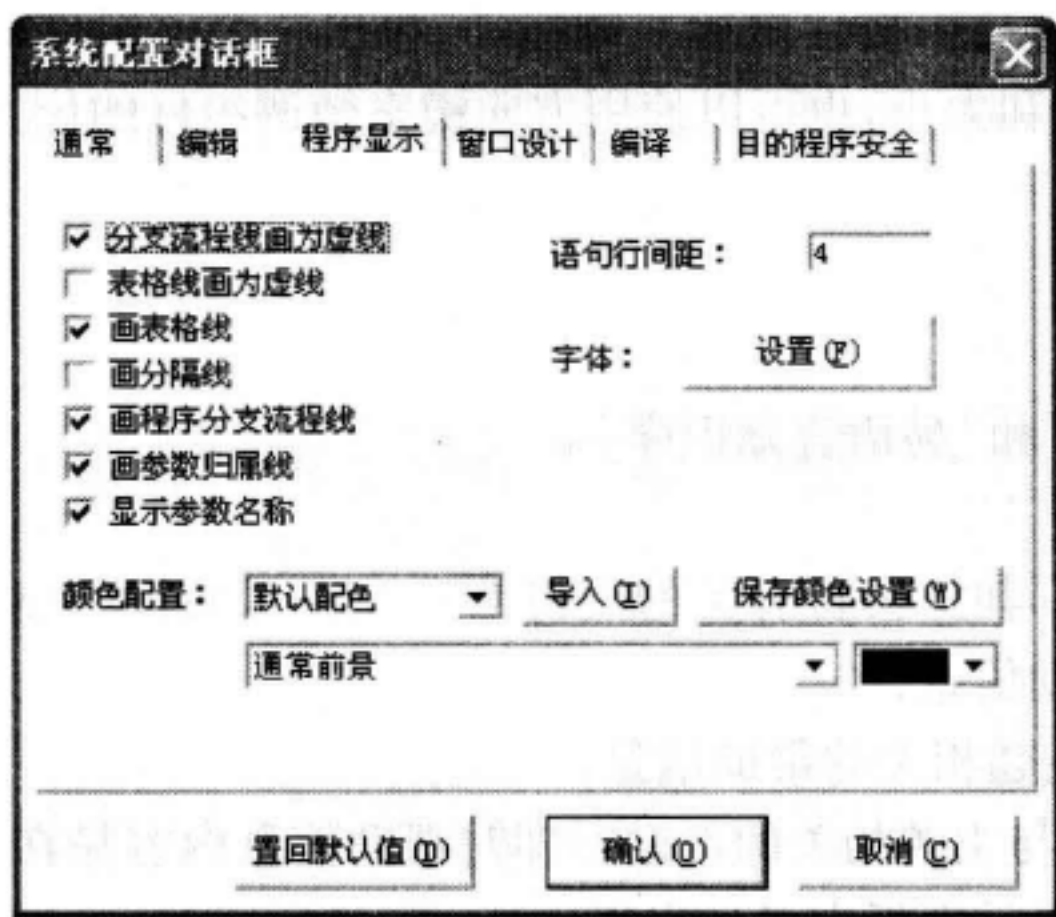 系统配置对话框
通常 编辑 程序显示 窗口设计 编译 目的程序安全
分支流程线画为虚线
表格线画为虚线
画表格线
画分隔线
画程序分支流程线
画参数归属线
显示参数名称
语句行间距： 4
字体： 设置(F)
颜色配置： 默认配色 导入(I) 保存颜色设置(W)
通常前景
置回默认值(D) 确认(O) 取消(C)